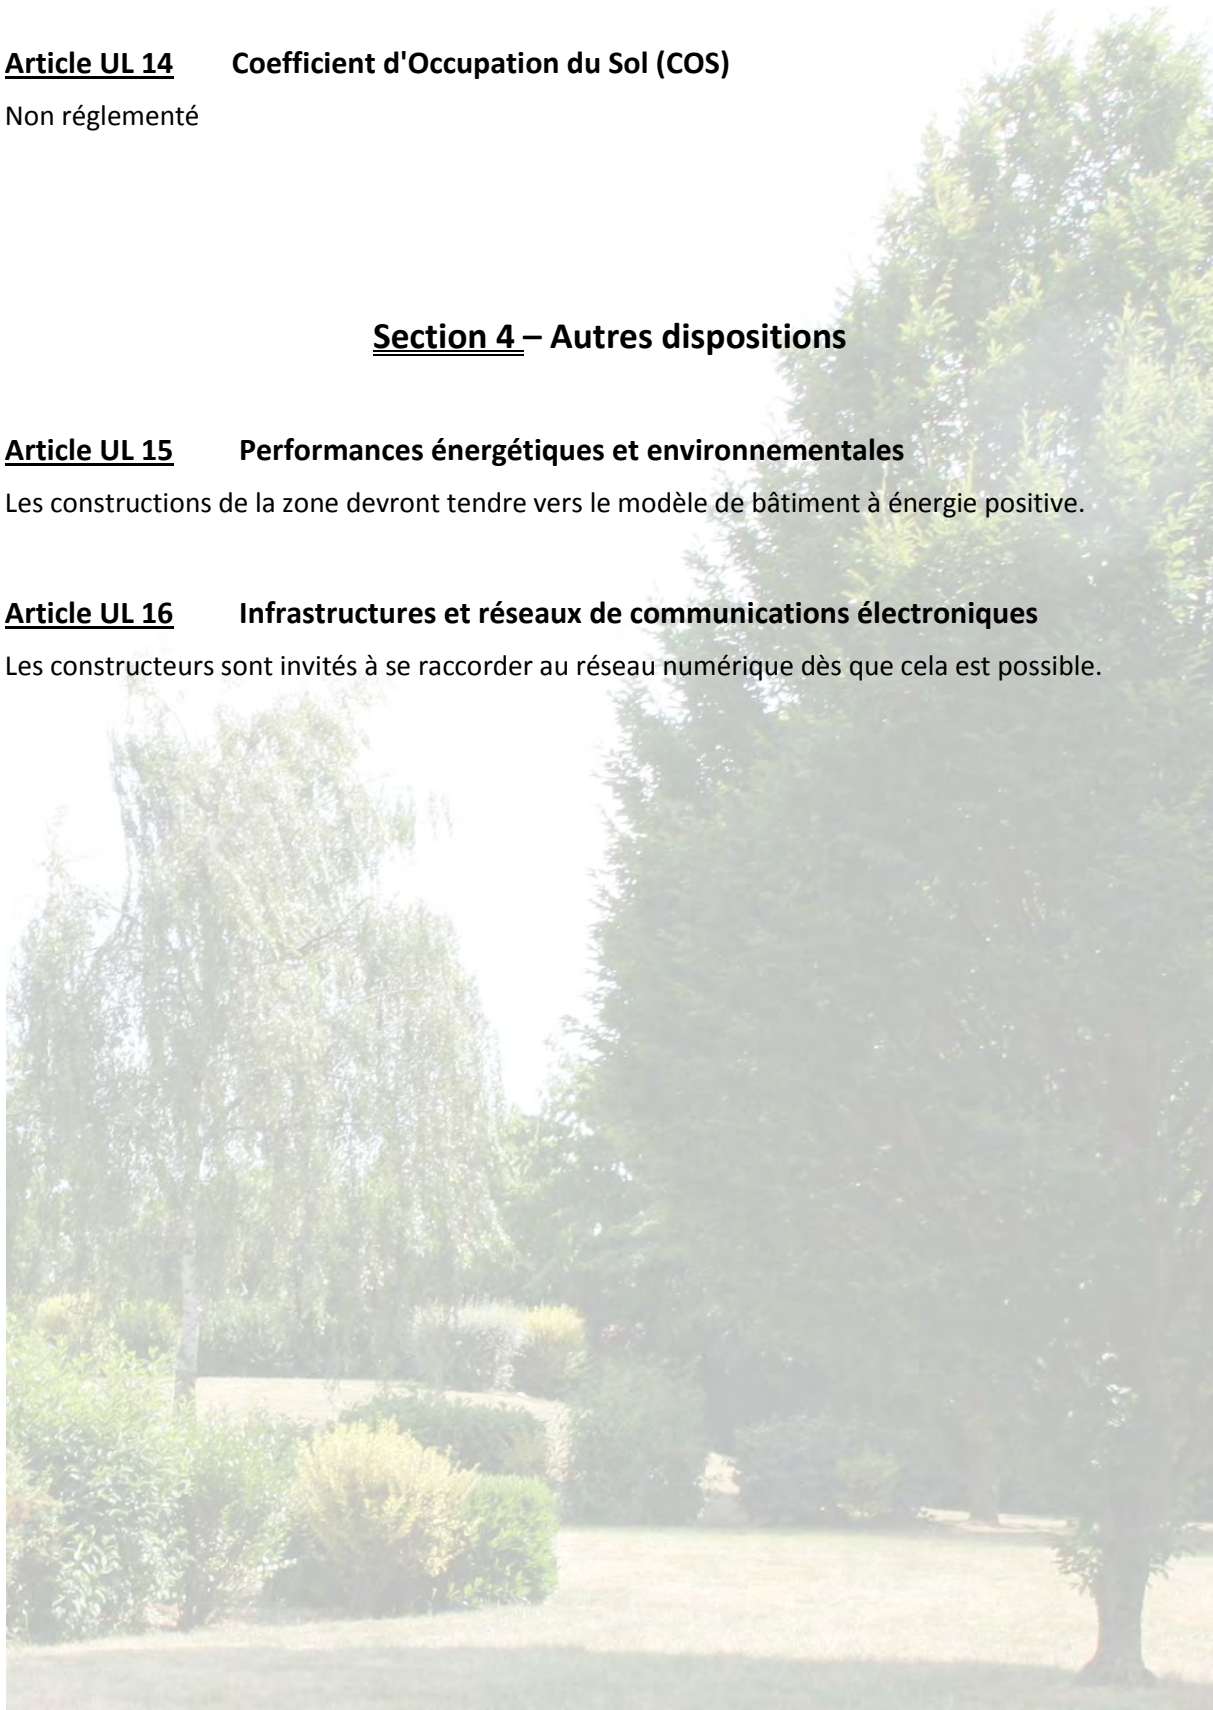 Article UL 14 Coefficient d'Occupation du Sol (COS)
Non réglementé
Section 4 – Autres dispositions
Article UL 15 Performances énergétiques et environnementales
Les constructions de la zone devront tendre vers le modèle de bâtiment à énergie positive.
Article UL 16 Infrastructures et réseaux de communications électroniques
Les constructeurs sont invités à se raccorder au réseau numérique dès que cela est possible.